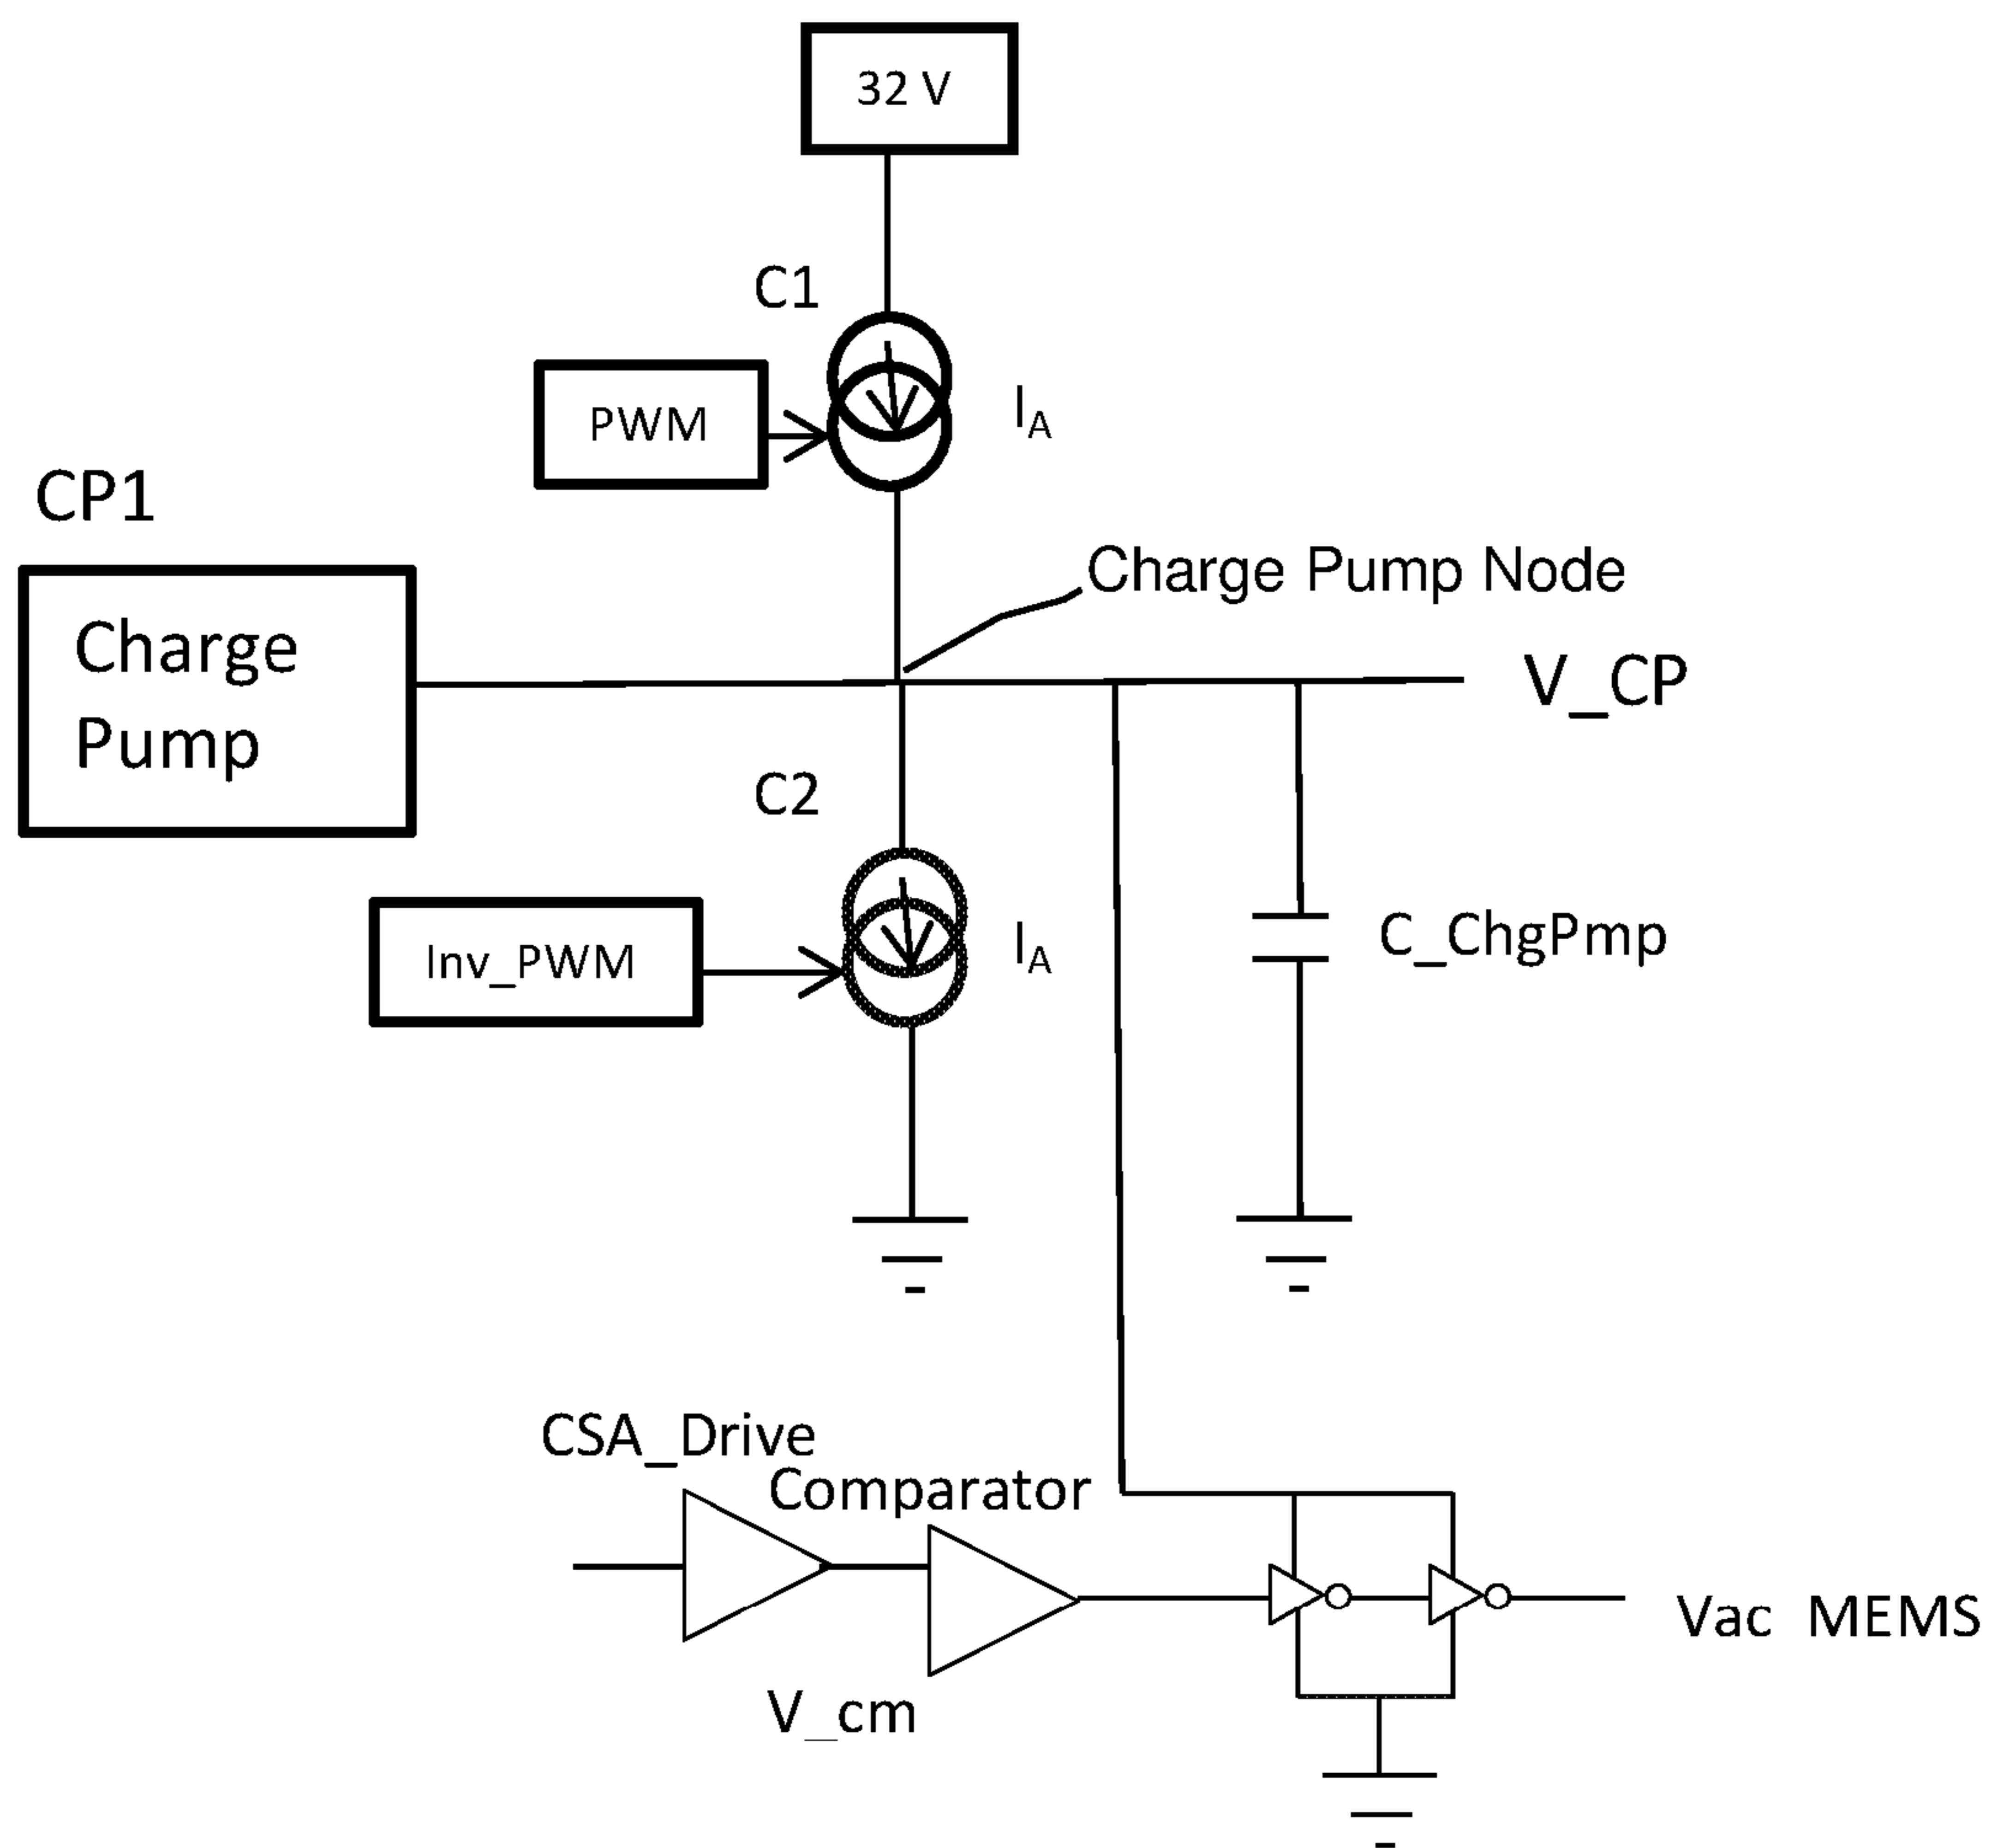 32 V
C1
PWM
IA
CP1
Charge Pump Node
Charge
Pump
V_CP
C2
Inv_PWM
IA
C_ChgPmp
CSA_Drive
Comparator
Vac MEMS
V_cm